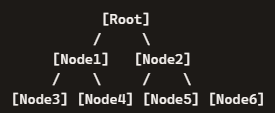 [Root]
/ \
[Node1] [Node2]
/ \ / \
[Node3] [Node4] [Node5] [Node6]